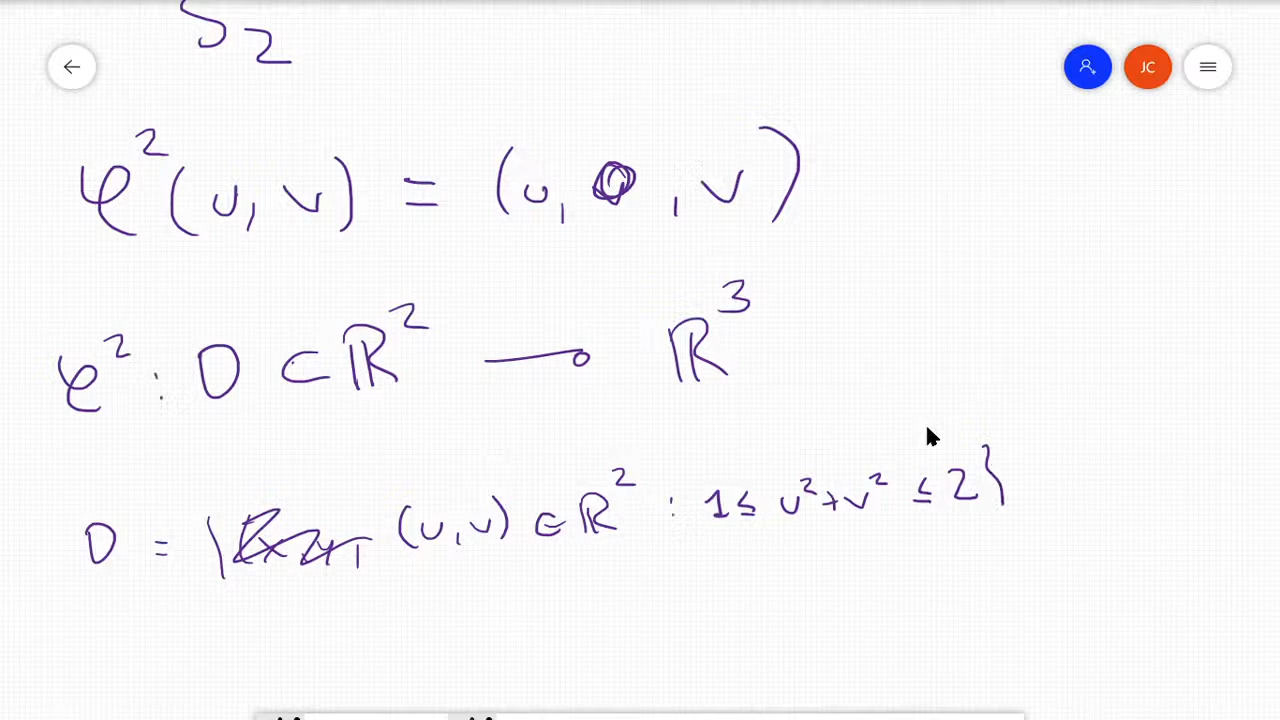 S₂
JC
φ²(u, v) = (u, 0, v)
φ² : D ⊂ ℝ² → ℝ³
D = { (u, v) ∈ ℝ² : 1 ≤ u² + v² ≤ 2 }